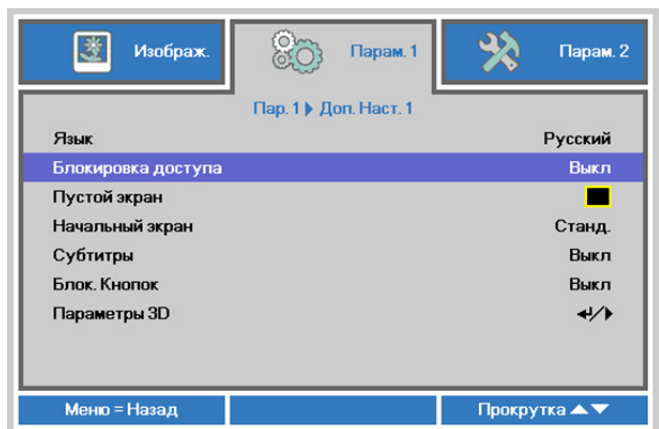 Изображ. Парам. 1 Парам. 2
Пар. 1 Доп. Наст. 1
Язык Русский
Блокировка доступа Выкл
Пустой экран
Начальный экран Станд.
Субтитры Выкл
Блок. Кнопок Выкл
Параметры 3D ↵/▶
Меню = Назад Прокрутка ▲▼